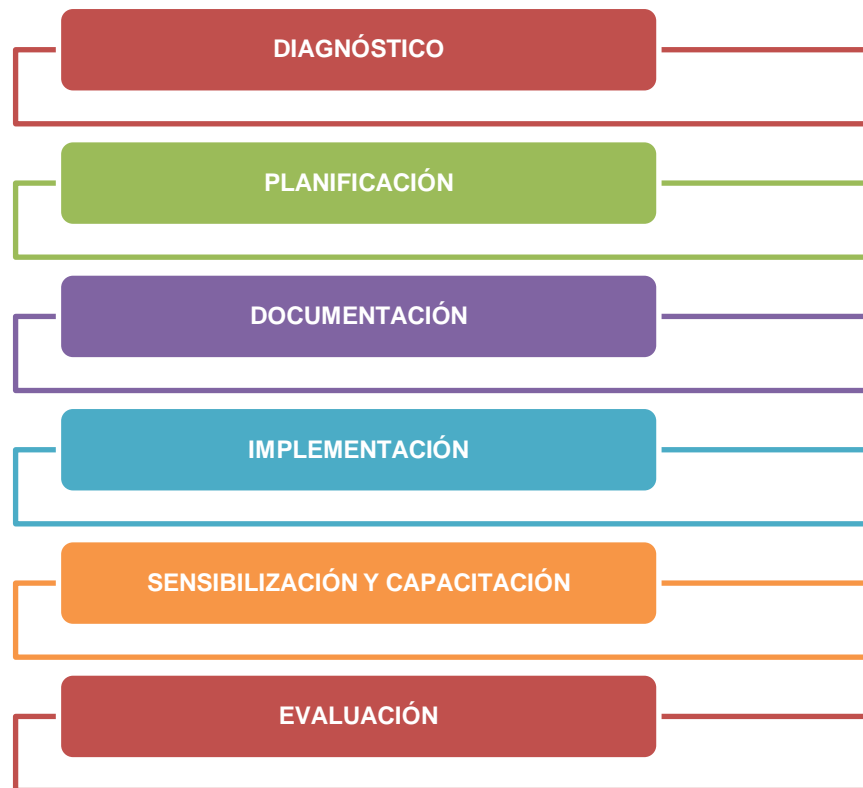 DIAGNÓSTICO
PLANIFICACIÓN
DOCUMENTACIÓN
IMPLEMENTACIÓN
SENSIBILIZACIÓN Y CAPACITACIÓN
EVALUACIÓN